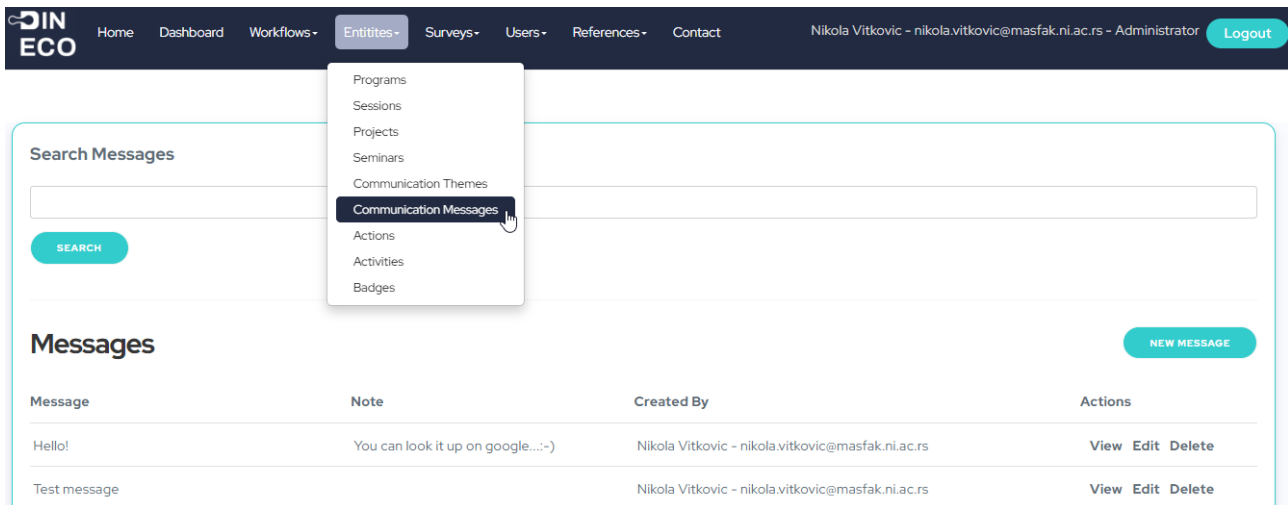 DIN
ECO
Home Dashboard Workflows Entitites Surveys Users References Contact Nikola Vitkovic - nikola.vitkovic@masfak.ni.ac.rs - Administrator Logout
Programs
Sessions
Projects
Seminars
Communication Themes
Communication Messages
Actions
Activities
Badges
Search Messages
SEARCH
Messages
NEW MESSAGE
Message Note Created By Actions
Hello! You can look it up on google...:-) Nikola Vitkovic - nikola.vitkovic@masfak.ni.ac.rs View Edit Delete
Test message Nikola Vitkovic - nikola.vitkovic@masfak.ni.ac.rs View Edit Delete